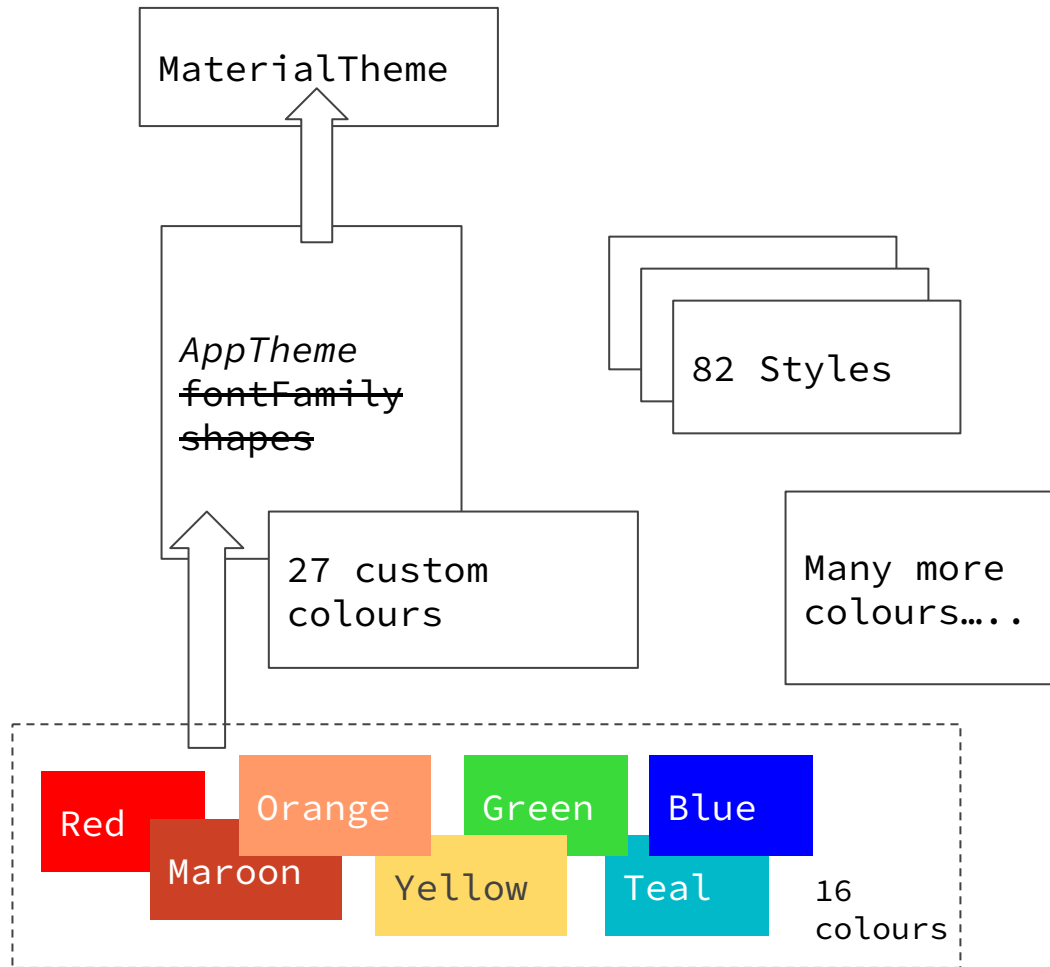 MaterialTheme
AppTheme
fontFamily
shapes
82 Styles
27 custom
colours
Many more
colours…..
Red
Maroon
Orange
Yellow
Green
Teal
Blue
16
colours